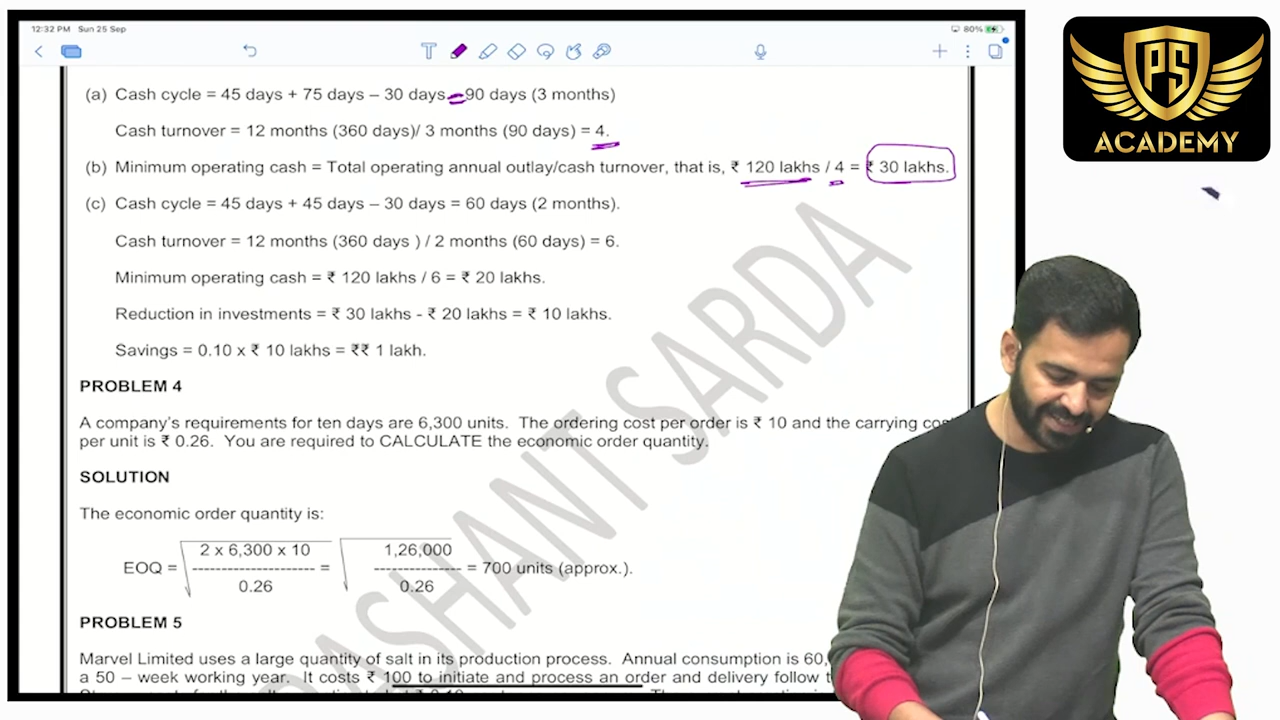 12:32 PM Sun 25 Sep
80%
PS
ACADEMY
(a) Cash cycle = 45 days + 75 days – 30 days = 90 days (3 months)
Cash turnover = 12 months (360 days)/ 3 months (90 days) = 4.
(b) Minimum operating cash = Total operating annual outlay/cash turnover, that is, ₹ 120 lakhs / 4 = ₹ 30 lakhs.
(c) Cash cycle = 45 days + 45 days – 30 days = 60 days (2 months).
Cash turnover = 12 months (360 days ) / 2 months (60 days) = 6.
Minimum operating cash = ₹ 120 lakhs / 6 = ₹ 20 lakhs.
Reduction in investments = ₹ 30 lakhs - ₹ 20 lakhs = ₹ 10 lakhs.
Savings = 0.10 x ₹ 10 lakhs = ₹₹ 1 lakh.
PROBLEM 4
A company's requirements for ten days are 6,300 units. The ordering cost per order is ₹ 10 and the carrying
per unit is ₹ 0.26. You are required to CALCULATE the economic order quantity.
SOLUTION
The economic order quantity is:
2 x 6,300 x 10 1,26,000
EOQ = √ -------------------- = √ --------------- = 700 units (approx.).
0.26 0.26
PROBLEM 5
Marvel Limited uses a large quantity of salt in its production process. Annual consumption is 60,
a 50 – week working year. It costs ₹ 100 to initiate and process an order and delivery follow
PRASHANT SARDA